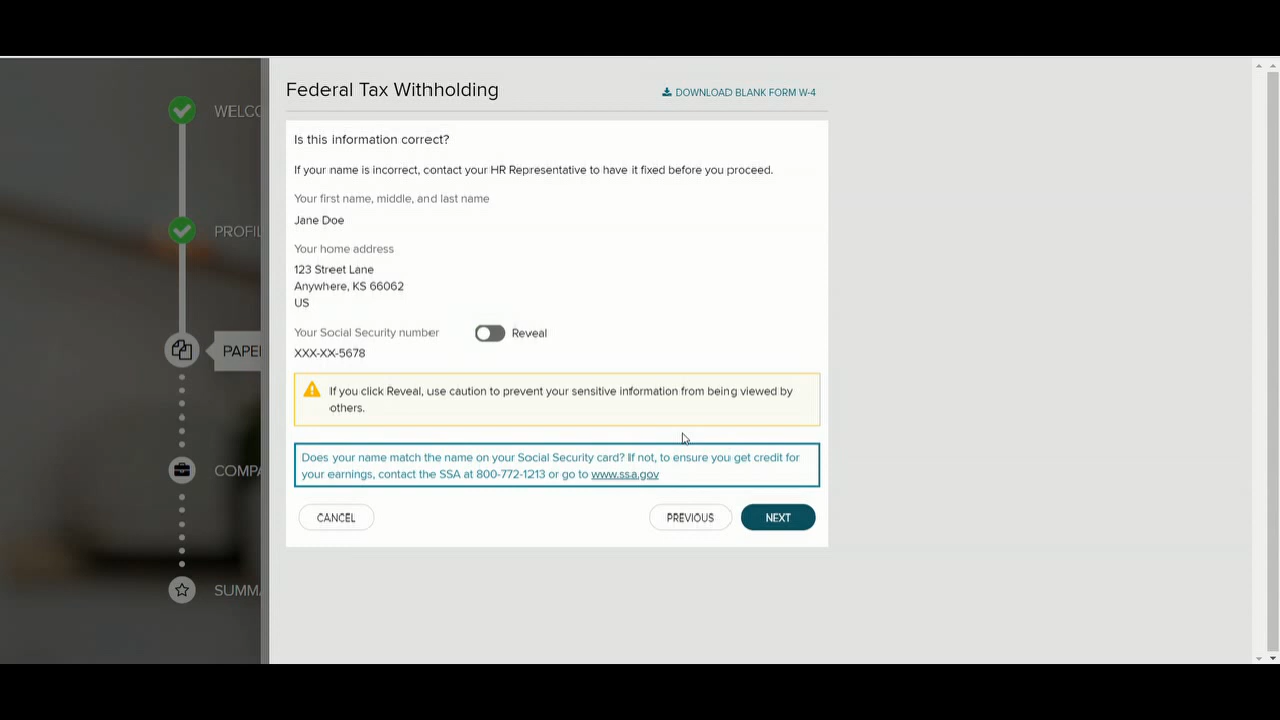 Federal Tax Withholding
DOWNLOAD BLANK FORM W-4
WELCO
Is this information correct?
If your name is incorrect, contact your HR Representative to have it fixed before you proceed.
Your first name, middle, and last name
Jane Doe
PROFIL
Your home address
123 Street Lane
Anywhere, KS 66062
US
Your Social Security number
Reveal
XXX-XX-5678
PAPER
If you click Reveal, use caution to prevent your sensitive information from being viewed by
others.
Does your name match the name on your Social Security card? If not, to ensure you get credit for
your earnings, contact the SSA at 800-772-1213 or go to www.ssa.gov
COMPA
CANCEL
PREVIOUS
NEXT
SUMMA